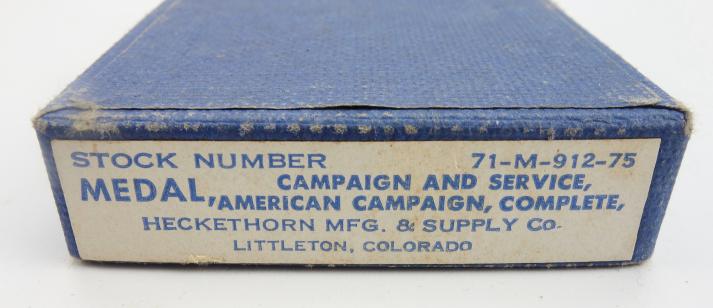 STOCK NUMBER 71-M-912-75
MEDAL, CAMPAIGN AND SERVICE,
AMERICAN CAMPAIGN, COMPLETE,
HECKETHORN MFG. & SUPPLY CO.
LITTLETON, COLORADO